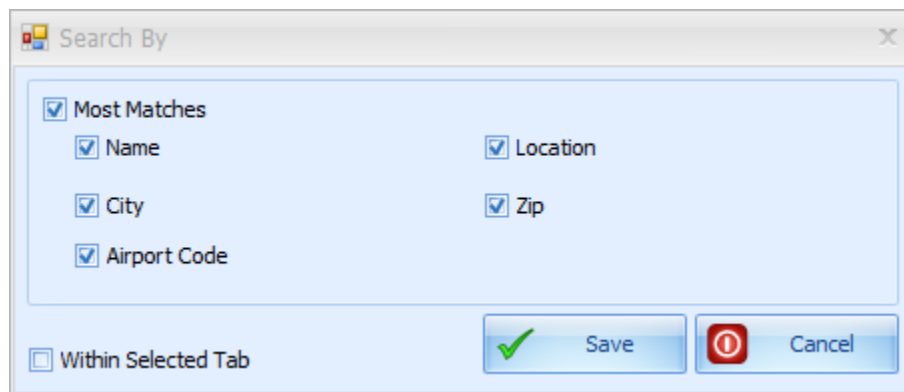 Search By
Most Matches
Name Location
City Zip
Airport Code
Within Selected Tab Save Cancel